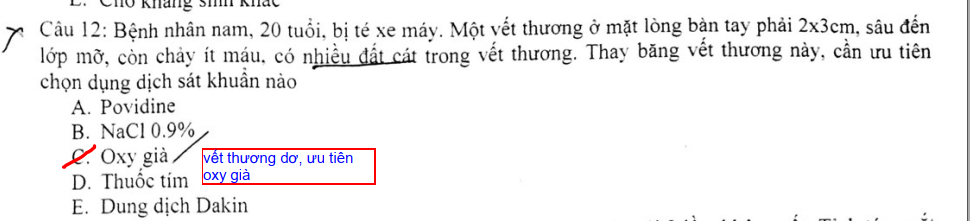 E. Cho kháng sinh khác
Câu 12: Bệnh nhân nam, 20 tuổi, bị té xe máy. Một vết thương ở mặt lòng bàn tay phải 2x3cm, sâu đến
lớp mỡ, còn chảy ít máu, có nhiều đất cát trong vết thương. Thay băng vết thương này, cần ưu tiên
chọn dụng dịch sát khuẩn nào
A. Povidine
B. NaCl 0.9%
C. Oxy già
vết thương dơ, ưu tiên
oxy già
D. Thuốc tím
E. Dung dịch Dakin